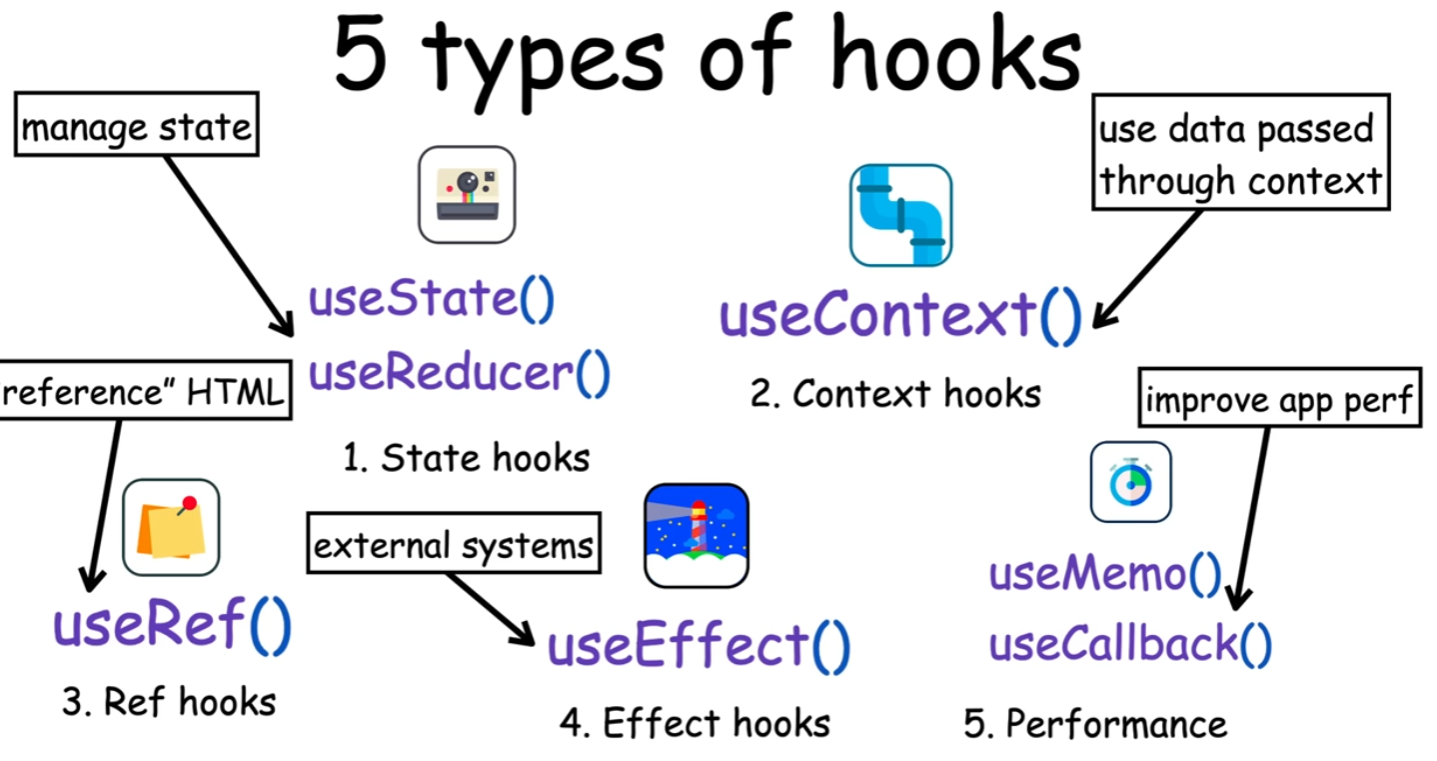 5 types of hooks
manage state
use data passed
through context
useState()
useReducer()
1. State hooks
useContext()
2. Context hooks
reference" HTML
useRef()
3. Ref hooks
external systems
useEffect()
4. Effect hooks
improve app perf
useMemo()
useCallback()
5. Performance